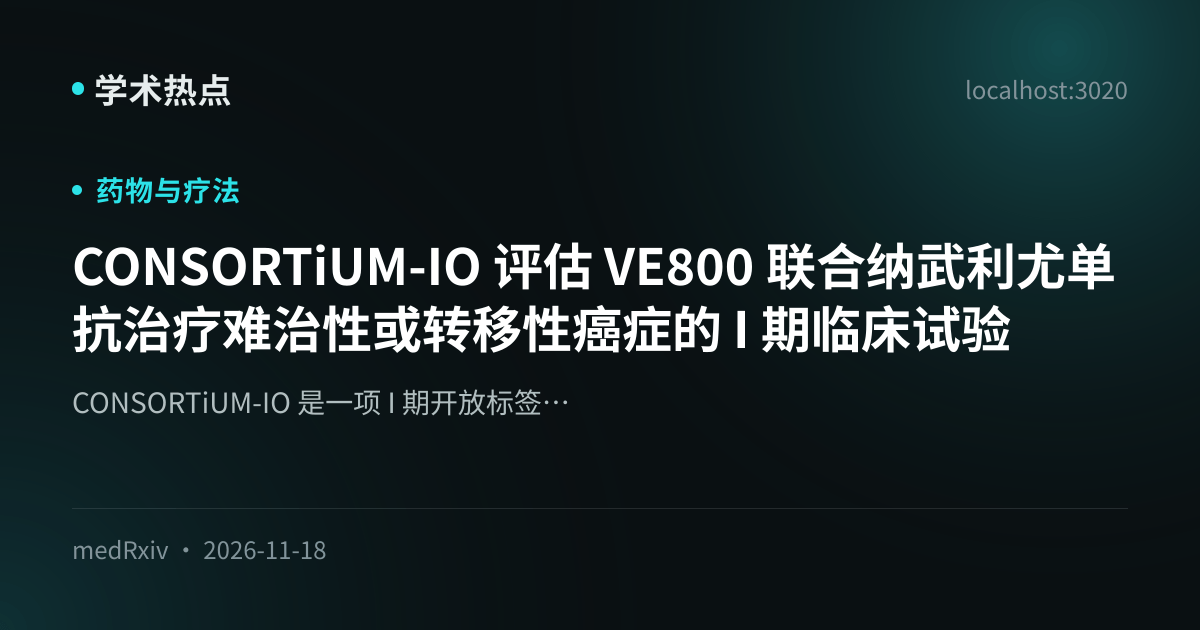 学术热点
localhost:3020
药物与疗法
CONSORTiUM-IO 评估 VE800 联合纳武利尤单
抗治疗难治性或转移性癌症的 I 期临床试验
CONSORTiUM-IO 是一项 I 期开放标签…
medRxiv • 2026-11-18